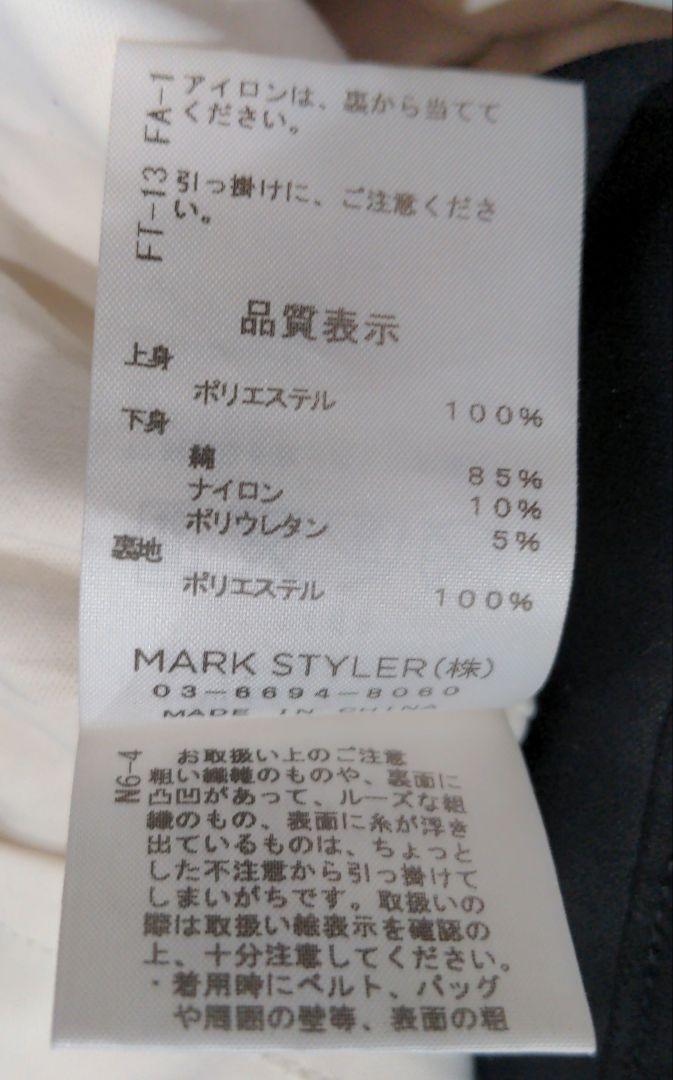 FA-1 アイロンは、裏から当てて
ください。
FT-13 引っ掛けに、ご注意くださ
い。
品質表示
上身
ポリエステル 100%
下身
綿 85%
ナイロン 10%
ポリウレタン 5%
裏地
ポリエステル 100%
MARK STYLER(株)
03-6694-8060
MADE IN CHINA
N6-4 お取扱い上のご注意
粗い繊維のものや、裏面に
凸凹があって、ルーズな組
織のもの、表面に糸が浮き
出ているものは、ちょっと
した不注意から引っ掛けて
しまいがちです。取扱いの
際は取扱い絵表示を確認の
上、十分注意してください。
・着用時にベルト、バッグ
や周囲の壁等、表面の粗